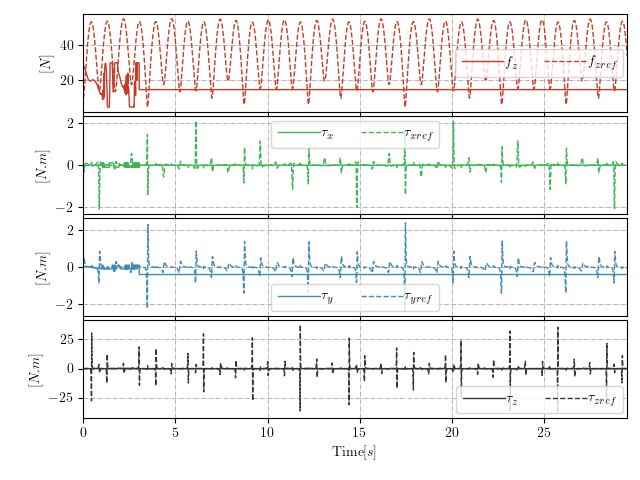 [N]
40
20
f_z f_zref
[N.m]
2
0
−2
τ_x τ_xref
[N.m]
2
0
−2
τ_y τ_yref
[N.m]
25
0
−25
τ_z τ_zref
0 5 10 15 20 25
Time[s]